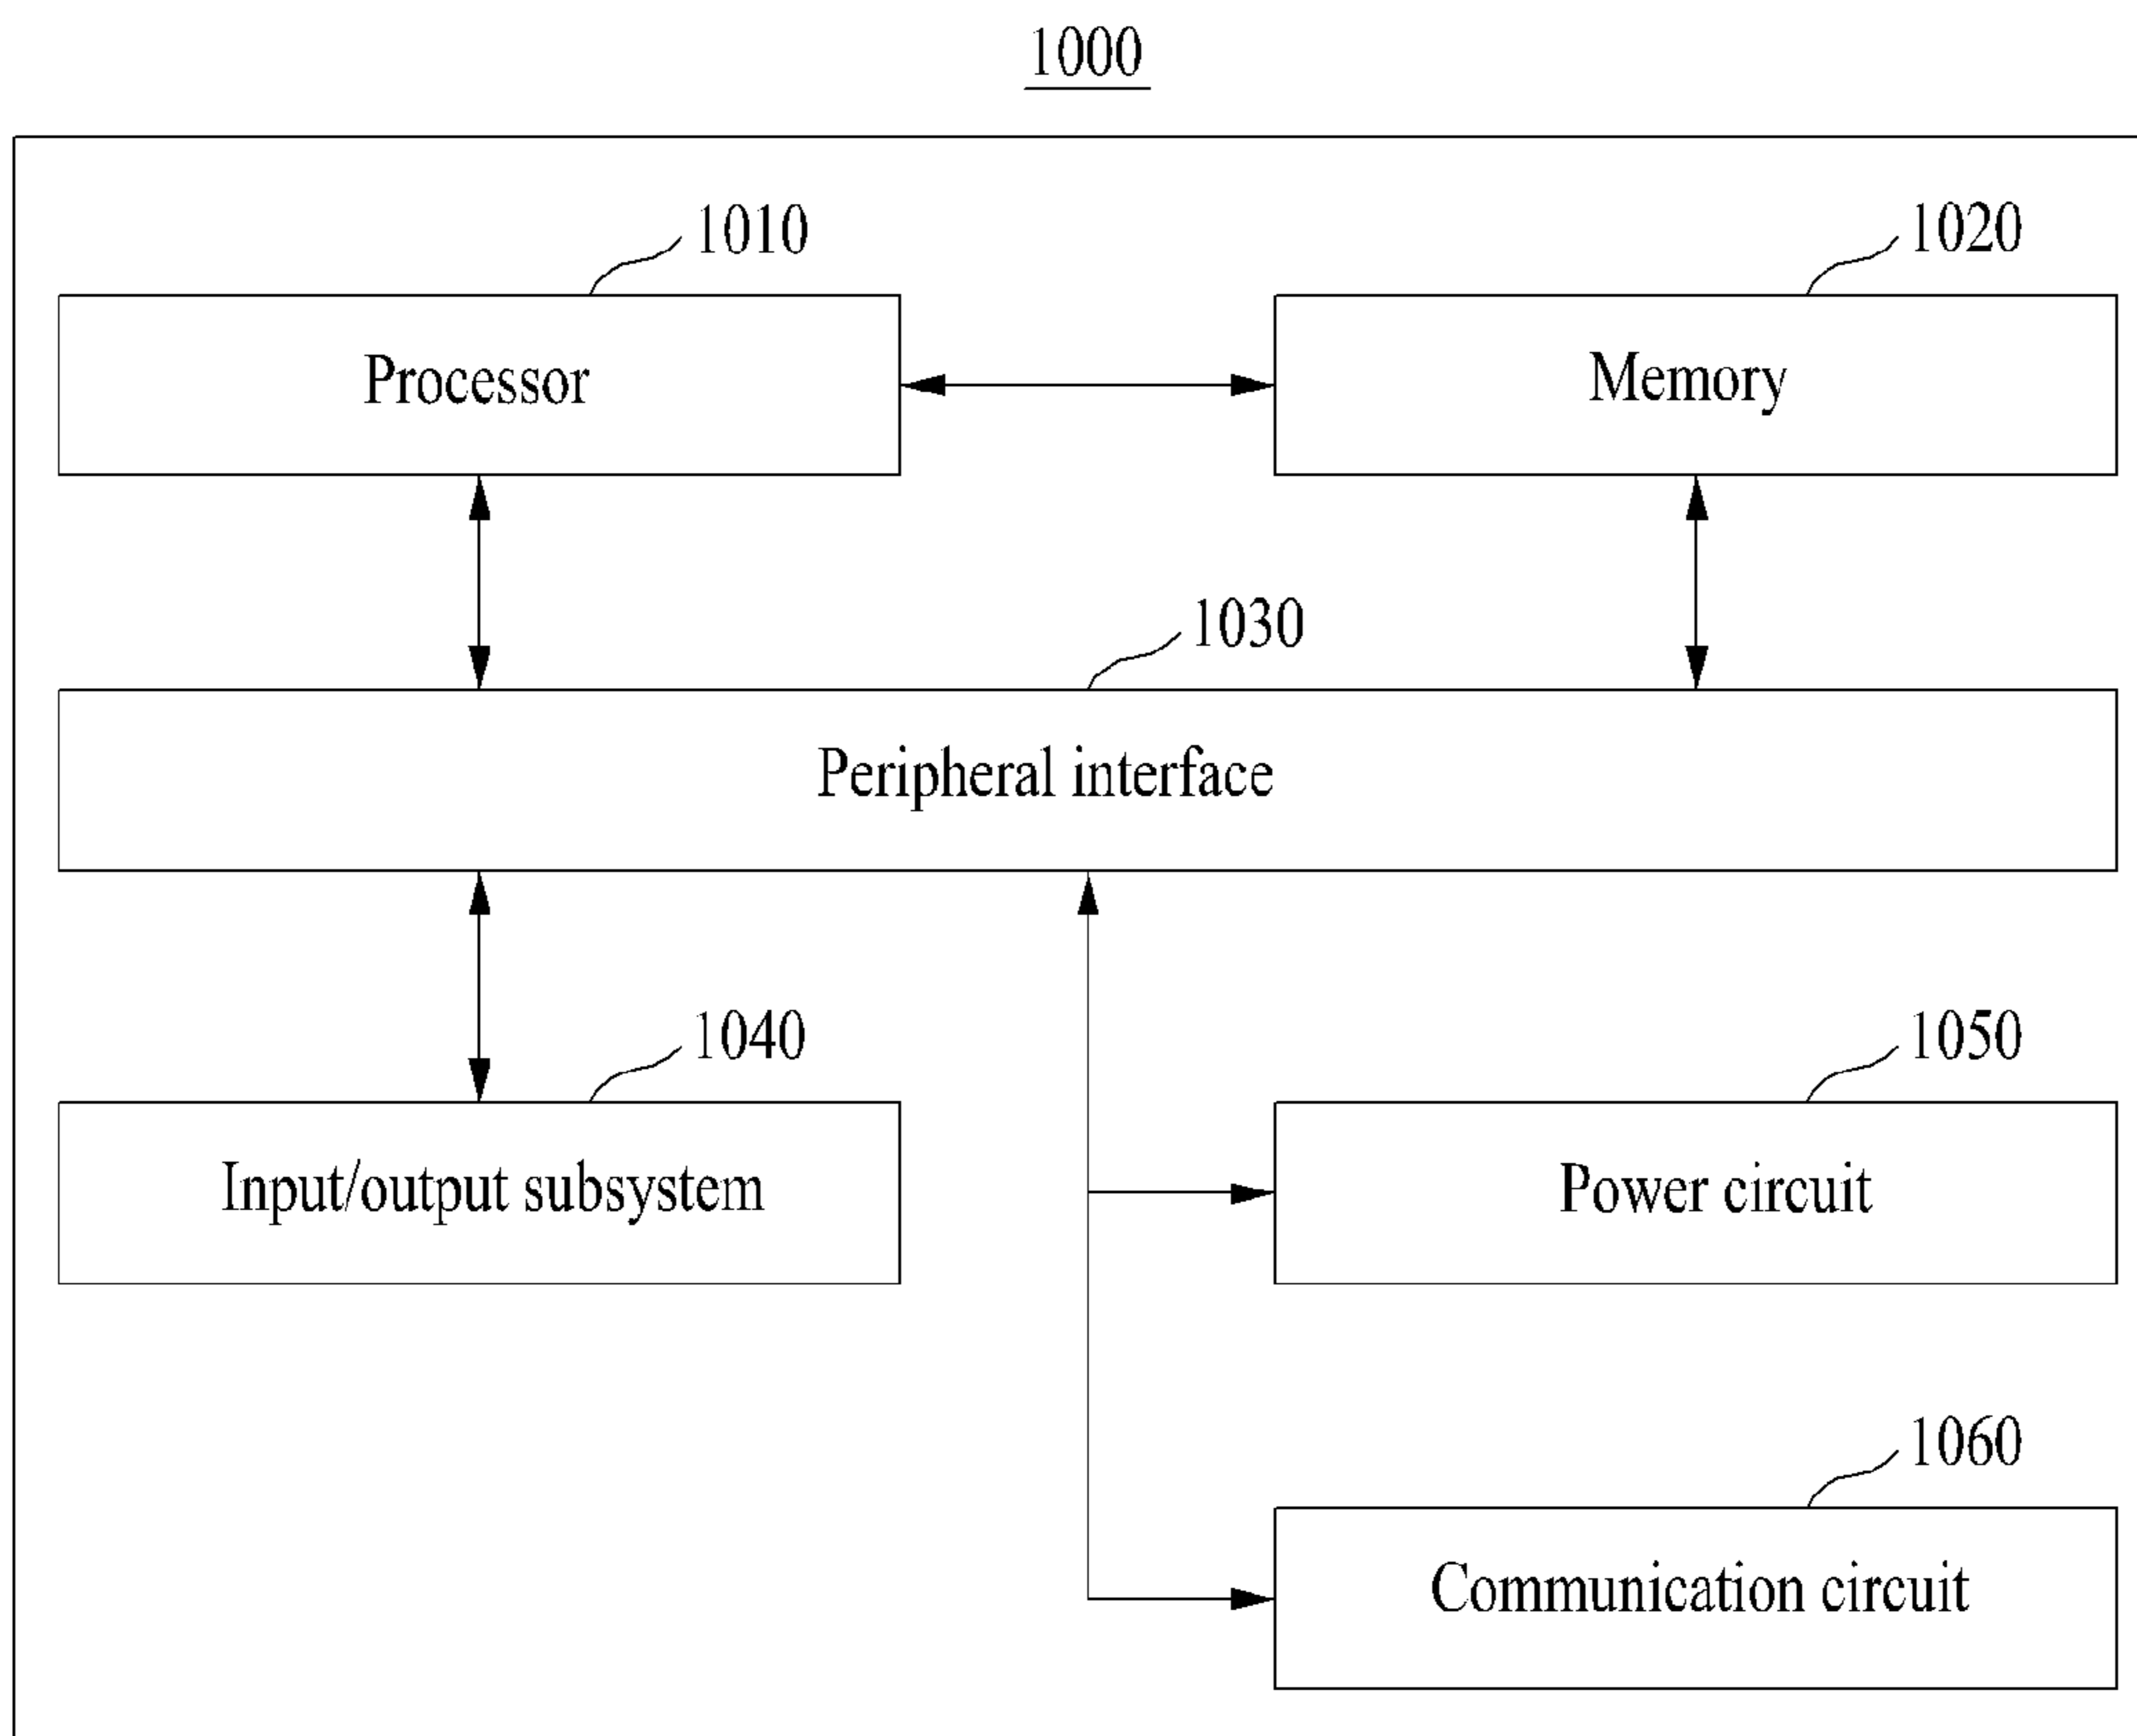 1000
1010
1020
Processor
Memory
1030
Peripheral interface
1040
1050
Input/output subsystem
Power circuit
1060
Communication circuit